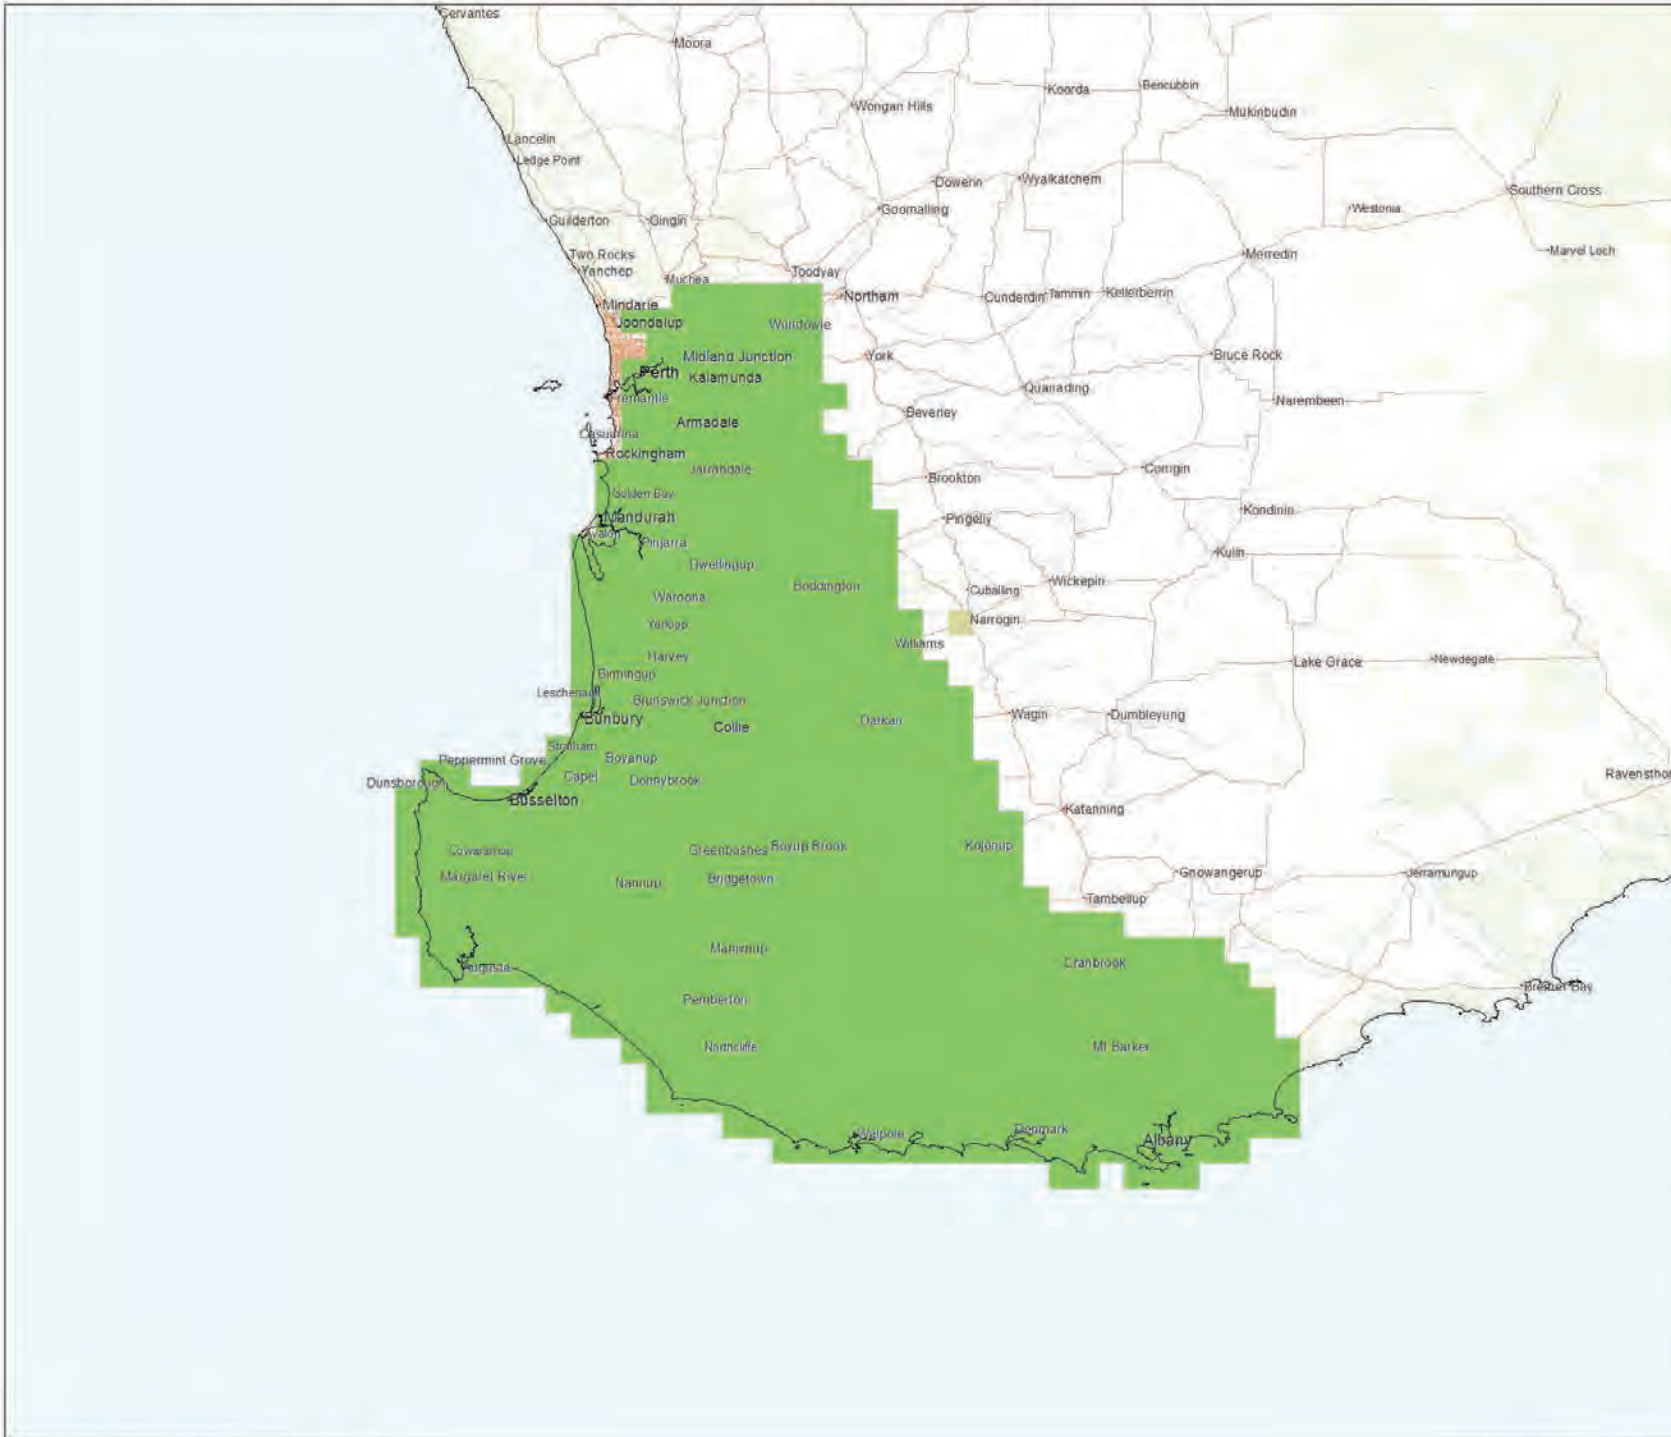 Cervantes
Moora
Koorda
Bencubbin
Wongan Hills
Mukinbudin
Lancelin
Ledge Point
Dowerin
Wyalkatchem
Southern Cross
Goomalling
Westonia
Guilderton
Gingin
Marvel Loch
Two Rocks
Merredin
Yanchep
Toodyay
Muchea
Northam
Cunderdin
Tammin
Kellerberrin
Mindarie
Joondalup
Wundowie
Midland Junction
York
Bruce Rock
Perth
Kalamunda
Quairading
Fremantle
Narembeen
Beverley
Armadale
Casuarina
Rockingham
Jarrahdale
Corrigin
Brookton
Golden Bay
Kondinin
Mandurah
Pingelly
Avalon
Pinjarra
Kulin
Dwellingup
Boddington
Wickepin
Cuballing
Waroona
Yarloop
Narrogin
Williams
Harvey
Lake Grace
Newdegate
Binningup
Leschenault
Brunswick Junction
Bunbury
Collie
Darkan
Wagin
Dumbleyung
Stratham
Peppermint Grove
Boyanup
Ravensthor
Dunsborough
Capel
Donnybrook
Busselton
Katanning
Cowaramup
Greenbushes
Boyup Brook
Kojonup
Margaret River
Nannup
Bridgetown
Gnowangerup
Jerramungup
Tambellup
Manjimup
Cranbrook
Augusta
Bremer Bay
Pemberton
Northcliffe
Mt Barker
Walpole
Denmark
Albany